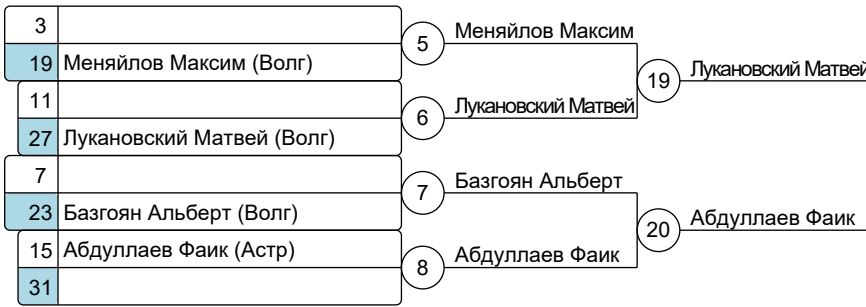 3
19 Меняйлов Максим (Волг)
11
27 Лукановский Матвей (Волг)
7
23 Базгоян Альберт (Волг)
15 Абдуллаев Фаик (Астр)
31
5 Меняйлов Максим
6 Лукановский Матвей
7 Базгоян Альберт
8 Абдуллаев Фаик
19 Лукановский Матвей
20 Абдуллаев Фаик